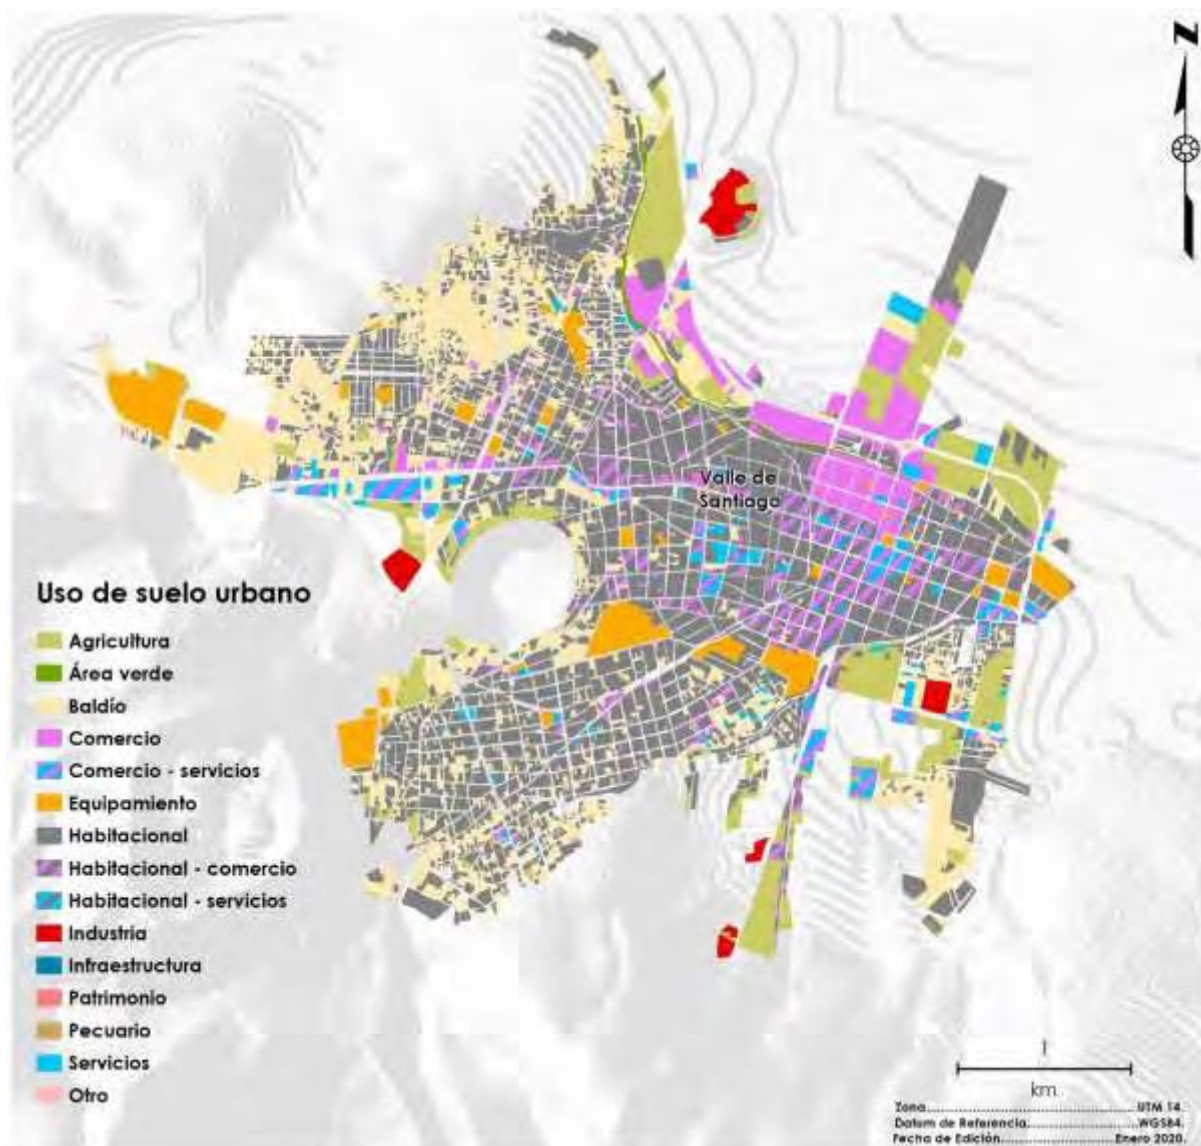 N
Valle de
Santiago
Uso de suelo urbano
Agricultura
Área verde
Baldío
Comercio
Comercio - servicios
Equipamiento
Habitacional
Habitacional - comercio
Habitacional - servicios
Industria
Infraestructura
Patrimonio
Pecuario
Servicios
Otro
1
km
Zona......................................UTM 14.
Datum de Referencia..................WGS84.
Fecha de Edición................Enero 2020